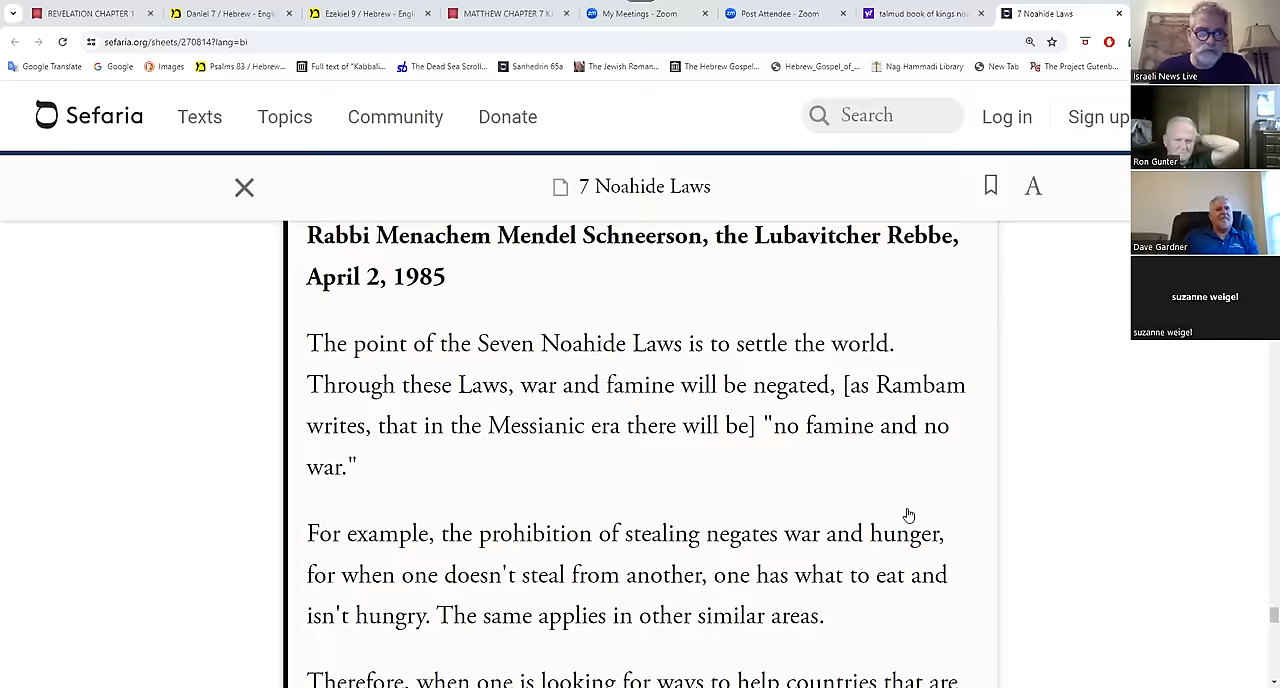 REVELATION CHAPTER 1
Daniel 7 / Hebrew - Engli
Ezekiel 9 / Hebrew - Engli
MATTHEW CHAPTER 7 K
My Meetings - Zoom
Post Attendee - Zoom
talmud book of kings no
7 Noahide Laws
sefaria.org/sheets/270814?lang=bi
Google Translate
Google
Images
Psalms 83 / Hebrew...
Full text of "Kabbali...
The Dead Sea Scroll...
Sanhedrin 65a
The Jewish Roman...
The Hebrew Gospel...
Hebrew_Gospel_of_...
Nag Hammadi Library
New Tab
The Project Gutenb...
Sefaria
Texts
Topics
Community
Donate
Search
Log in
Sign up
7 Noahide Laws
A
Rabbi Menachem Mendel Schneerson, the Lubavitcher Rebbe,
April 2, 1985
The point of the Seven Noahide Laws is to settle the world.
Through these Laws, war and famine will be negated, [as Rambam
writes, that in the Messianic era there will be] "no famine and no
war."
For example, the prohibition of stealing negates war and hunger,
for when one doesn't steal from another, one has what to eat and
isn't hungry. The same applies in other similar areas.
Therefore, when one is looking for ways to help countries that are
Israeli News Live
Ron Gunter
Dave Gardner
suzanne weigel
suzanne weigel